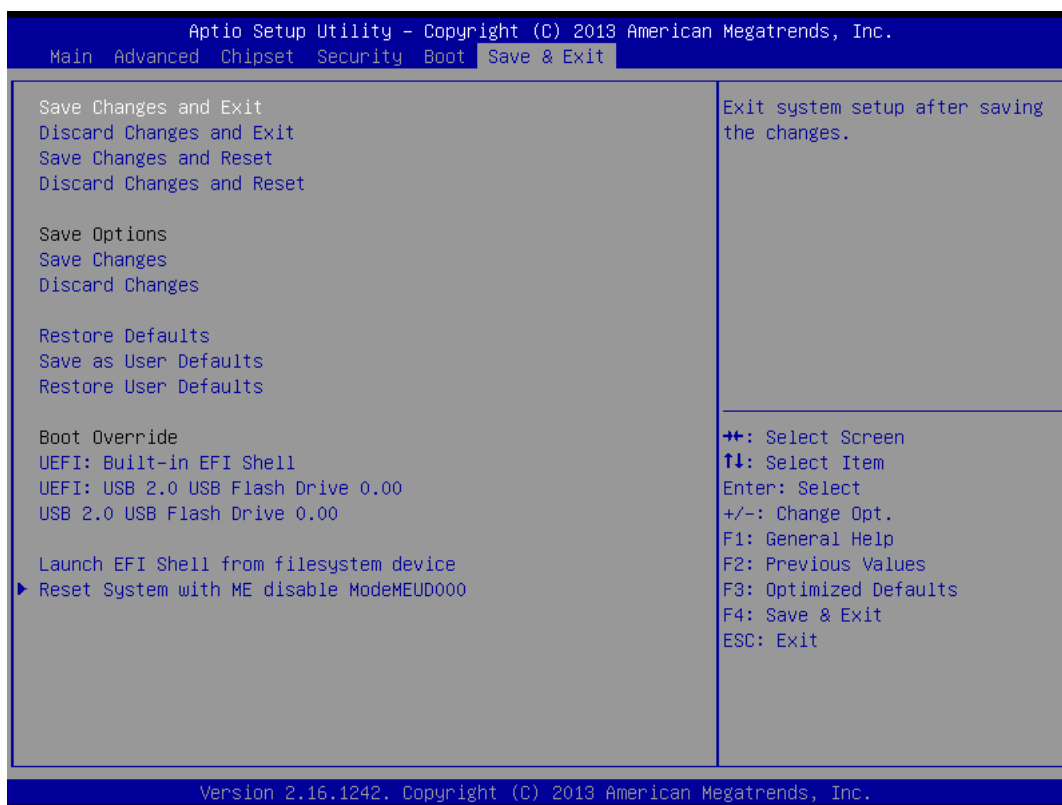 Aptio Setup Utility – Copyright (C) 2013 American Megatrends, Inc.
Main Advanced Chipset Security Boot Save & Exit
Save Changes and Exit
Discard Changes and Exit
Save Changes and Reset
Discard Changes and Reset
Save Options
Save Changes
Discard Changes
Restore Defaults
Save as User Defaults
Restore User Defaults
Boot Override
UEFI: Built-in EFI Shell
UEFI: USB 2.0 USB Flash Drive 0.00
USB 2.0 USB Flash Drive 0.00
Launch EFI Shell from filesystem device
Reset System with ME disable ModeMEUD000
Exit system setup after saving
the changes.
→←: Select Screen
↑↓: Select Item
Enter: Select
+/-: Change Opt.
F1: General Help
F2: Previous Values
F3: Optimized Defaults
F4: Save & Exit
ESC: Exit
Version 2.16.1242. Copyright (C) 2013 American Megatrends, Inc.